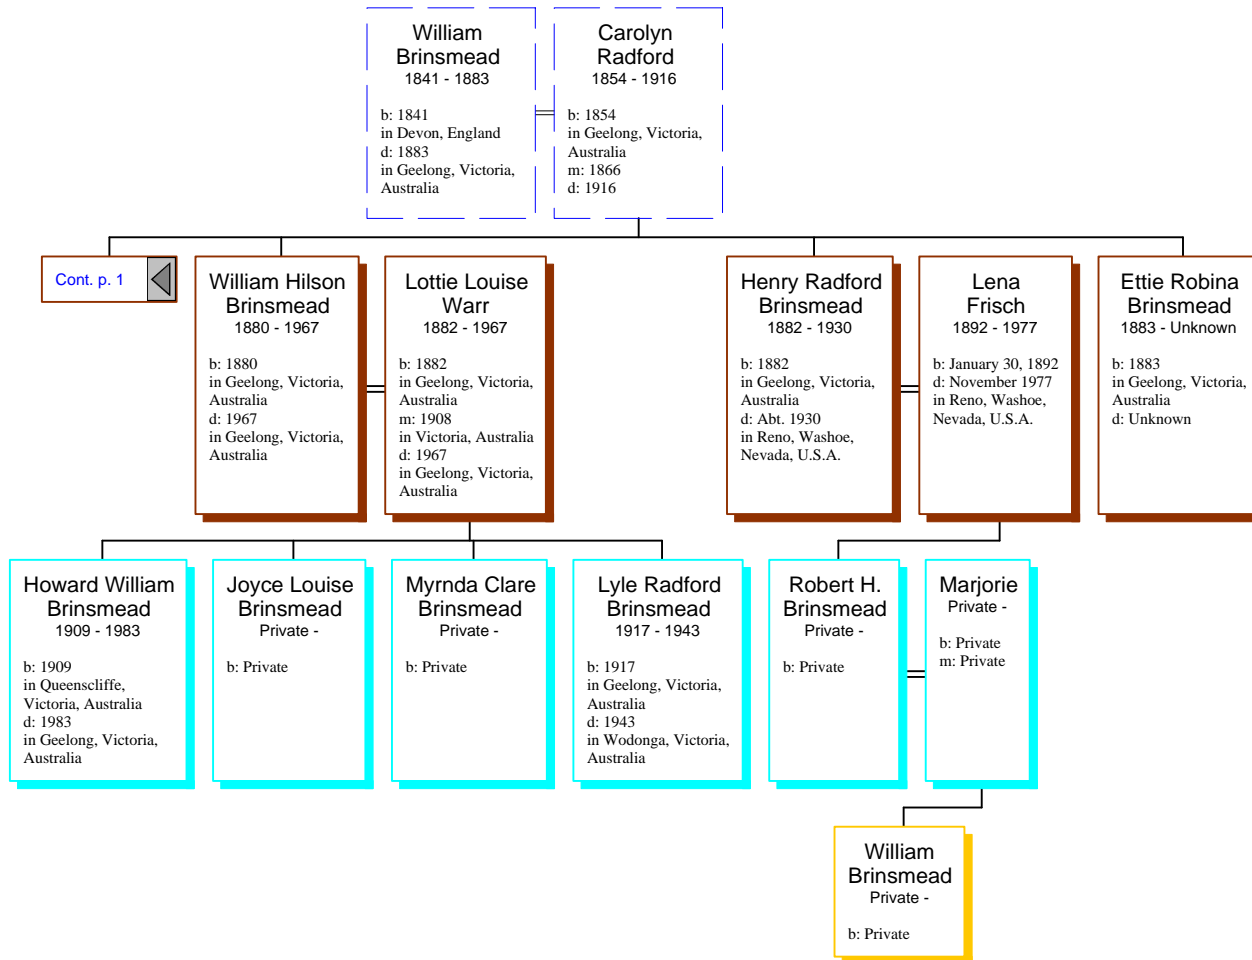 William
Brinsmead
1841 - 1883
b: 1841
in Devon, England
d: 1883
in Geelong, Victoria,
Australia
Carolyn
Radford
1854 - 1916
b: 1854
in Geelong, Victoria,
Australia
m: 1866
d: 1916
Cont. p. 1
William Hilson
Brinsmead
1880 - 1967
b: 1880
in Geelong, Victoria,
Australia
d: 1967
in Geelong, Victoria,
Australia
Lottie Louise
Warr
1882 - 1967
b: 1882
in Geelong, Victoria,
Australia
m: 1908
in Victoria, Australia
d: 1967
in Geelong, Victoria,
Australia
Henry Radford
Brinsmead
1882 - 1930
b: 1882
in Geelong, Victoria,
Australia
d: Abt. 1930
in Reno, Washoe,
Nevada, U.S.A.
Lena
Frisch
1892 - 1977
b: January 30, 1892
d: November 1977
in Reno, Washoe,
Nevada, U.S.A.
Ettie Robina
Brinsmead
1883 - Unknown
b: 1883
in Geelong, Victoria,
Australia
d: Unknown
Howard William
Brinsmead
1909 - 1983
b: 1909
in Queenscliffe,
Victoria, Australia
d: 1983
in Geelong, Victoria,
Australia
Joyce Louise
Brinsmead
Private -
b: Private
Myrnda Clare
Brinsmead
Private -
b: Private
Lyle Radford
Brinsmead
1917 - 1943
b: 1917
in Geelong, Victoria,
Australia
d: 1943
in Wodonga, Victoria,
Australia
Robert H.
Brinsmead
Private -
b: Private
Marjorie
Private -
b: Private
m: Private
William
Brinsmead
Private -
b: Private